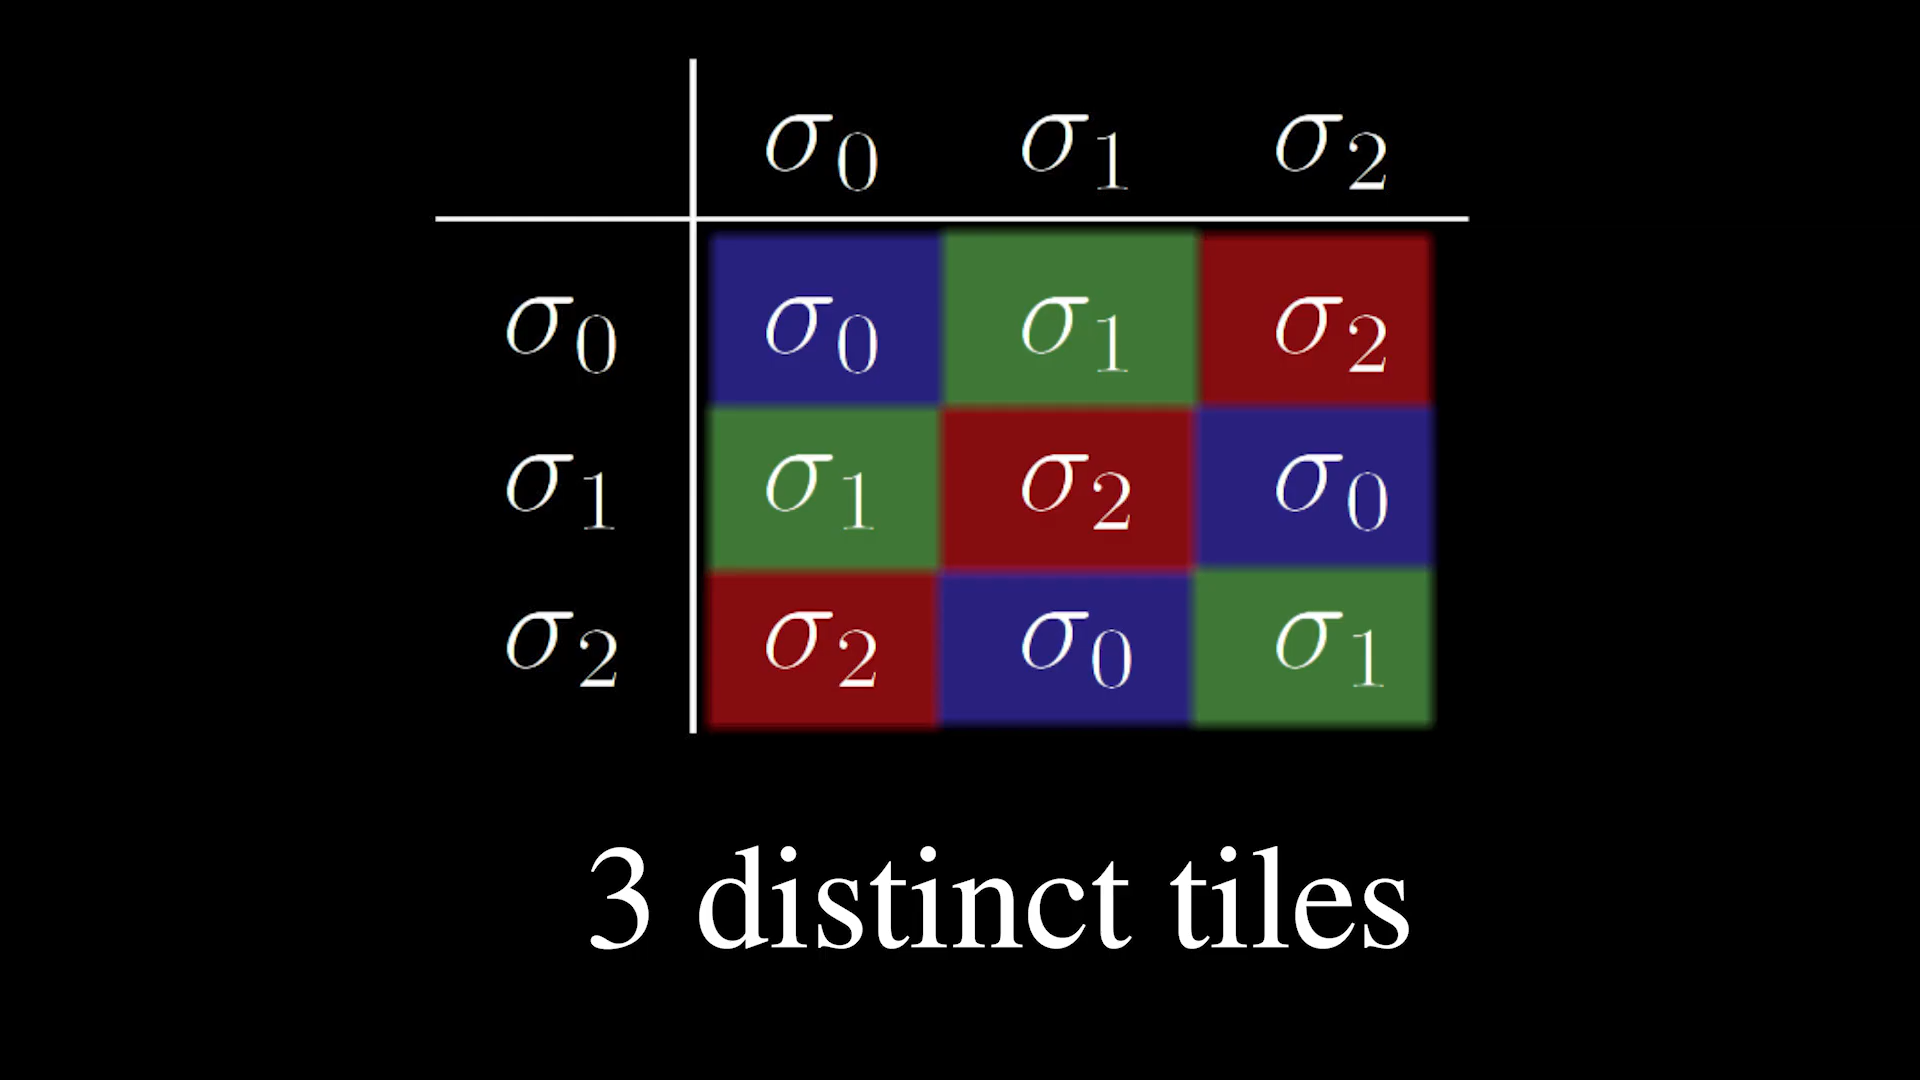 σ₀ σ₁ σ₂
σ₀ σ₀ σ₁ σ₂
σ₁ σ₁ σ₂ σ₀
σ₂ σ₂ σ₀ σ₁
3 distinct tiles